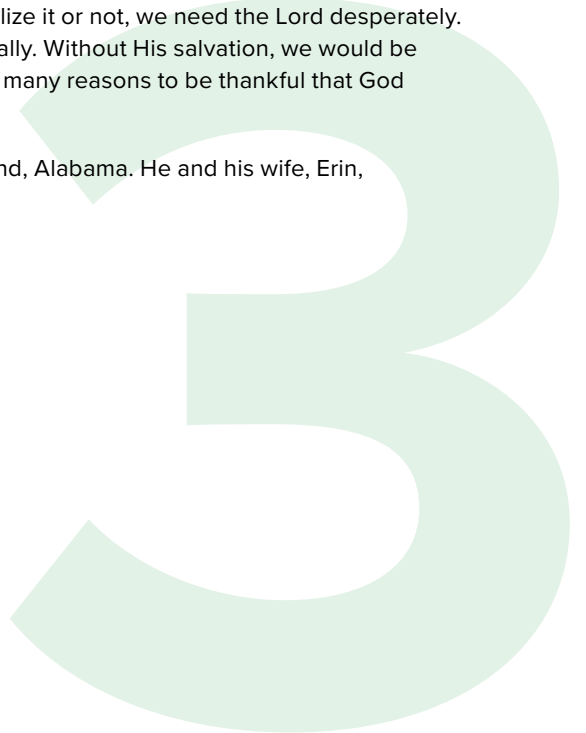 lize it or not, we need the Lord desperately.
ally. Without His salvation, we would be
many reasons to be thankful that God
nd, Alabama. He and his wife, Erin,
3